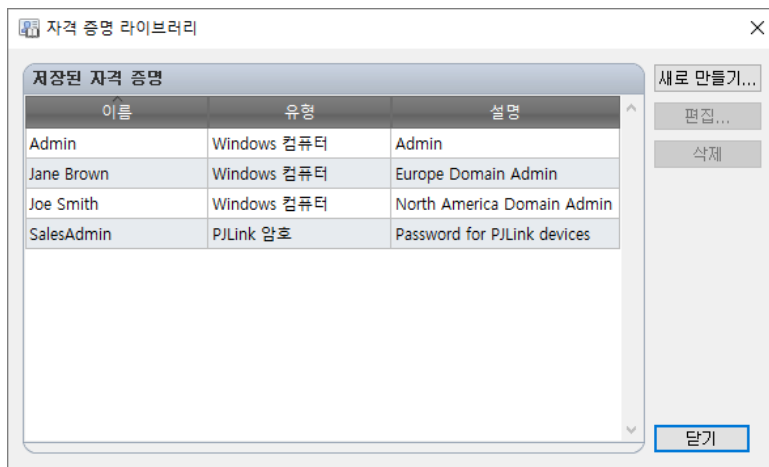 자격 증명 라이브러리
저장된 자격 증명
새로 만들기...
이름 유형 설명
편집...
Admin Windows 컴퓨터 Admin
삭제
Jane Brown Windows 컴퓨터 Europe Domain Admin
Joe Smith Windows 컴퓨터 North America Domain Admin
SalesAdmin PJLink 암호 Password for PJLink devices
닫기